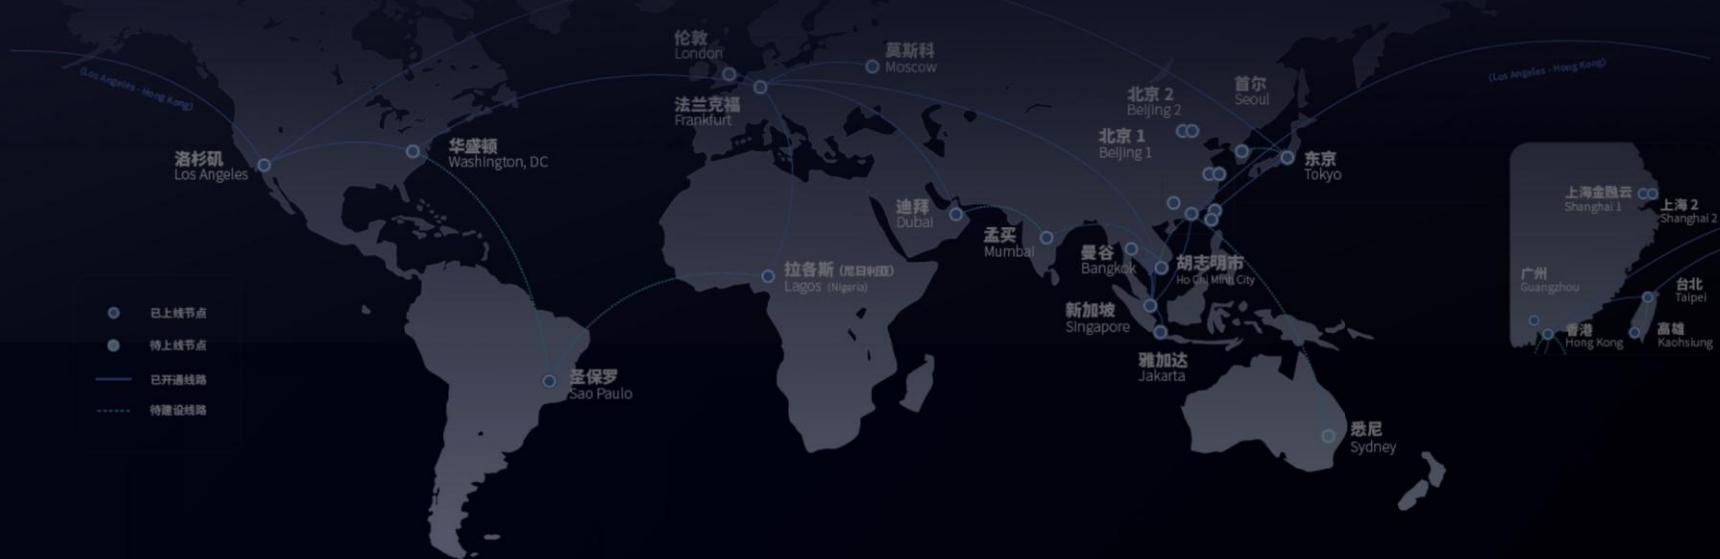 伦敦
London
莫斯科
Moscow
(Los Angeles - Hong Kong)
(Los Angeles - Hong Kong)
首尔
Seoul
北京 2
Beijing 2
法兰克福
Frankfurt
北京 1
Beijing 1
华盛顿
Washington, DC
洛杉矶
Los Angeles
东京
Tokyo
上海金融云
Shanghai 1
上海 2
Shanghai 2
迪拜
Dubai
孟买
Mumbai
曼谷
Bangkok
胡志明市
Ho Chi Minh City
拉各斯 (尼日利亚)
Lagos (Nigeria)
广州
Guangzhou
台北
Taipei
新加坡
Singapore
香港
Hong Kong
高雄
Kaohsiung
雅加达
Jakarta
圣保罗
Sao Paulo
悉尼
Sydney
已上线节点
待上线节点
已开通线路
待建设线路